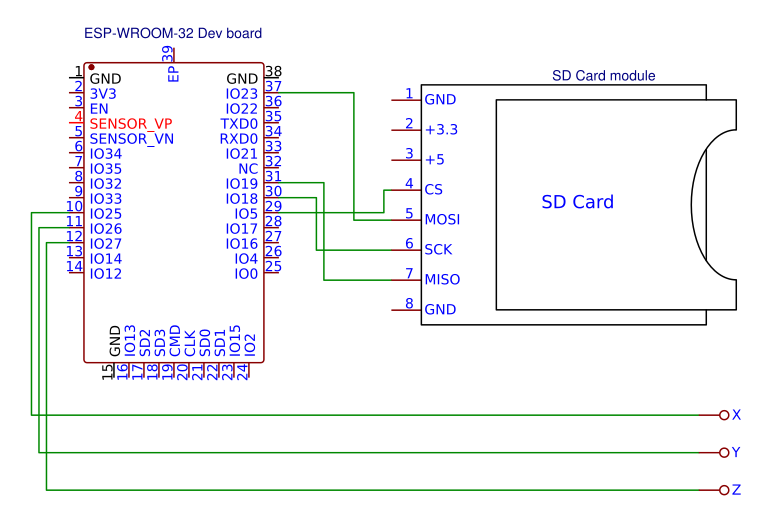 ESP-WROOM-32 Dev board
39
EP
1 GND
2 3V3
3 EN
4 SENSOR_VP
5 SENSOR_VN
6 IO34
7 IO35
8 IO32
9 IO33
10 IO25
11 IO26
12 IO27
13 IO14
14 IO12
GND 38
IO23 37
IO22 36
TXD0 35
RXD0 34
IO21 33
NC 32
IO19 31
IO18 30
IO5 29
IO17 28
IO16 27
IO4 26
IO0 25
15 GND
16 IO13
17 SD2
18 SD3
19 CMD
20 CLK
21 SD0
22 SD1
23 IO15
24 IO2
SD Card module
1 GND
2 +3.3
3 +5
4 CS
5 MOSI
6 SCK
7 MISO
8 GND
SD Card
X
Y
Z